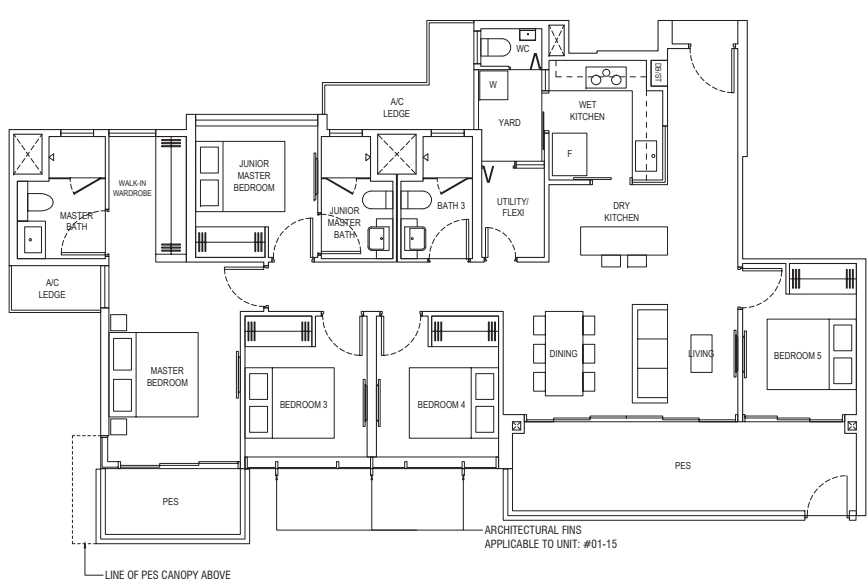 WC
DB/ST
A/C
LEDGE
W
YARD
WET
KITCHEN
F
JUNIOR
MASTER
BEDROOM
WALK-IN
WARDROBE
MASTER
BATH
JUNIOR
MASTER
BATH
BATH 3
UTILITY/
FLEXI
DRY
KITCHEN
A/C
LEDGE
MASTER
BEDROOM
DINING
LIVING
BEDROOM 5
BEDROOM 3
BEDROOM 4
PES
PES
ARCHITECTURAL FINS
APPLICABLE TO UNIT: #01-15
LINE OF PES CANOPY ABOVE